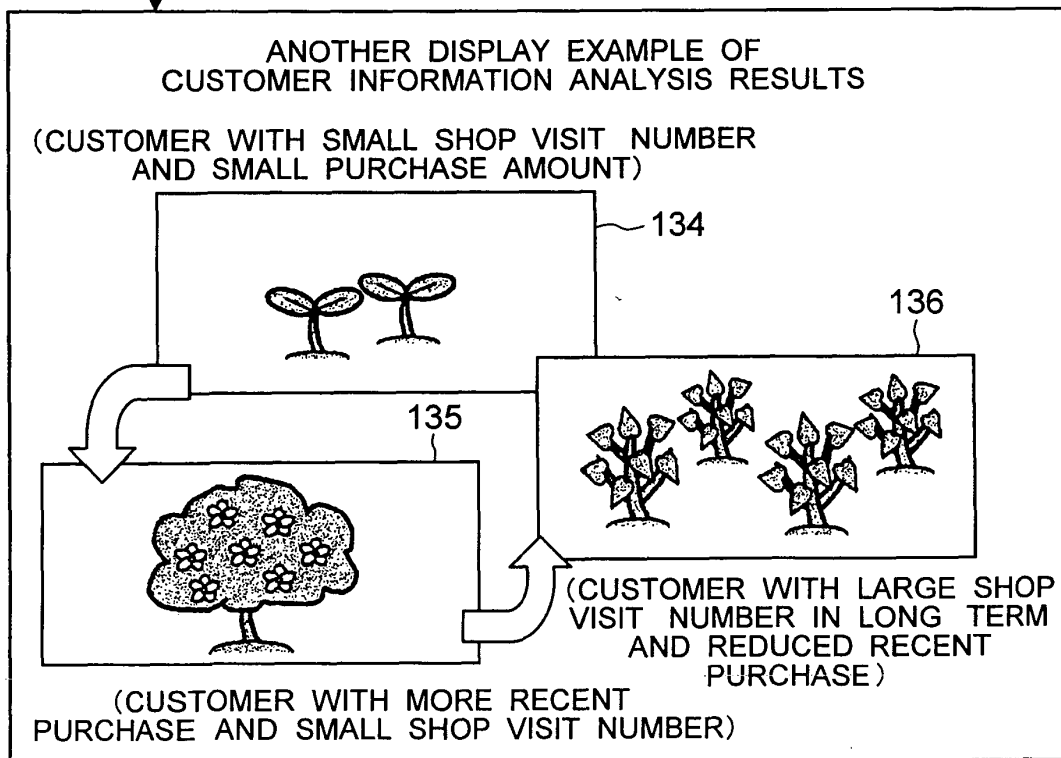 ANOTHER DISPLAY EXAMPLE OF
CUSTOMER INFORMATION ANALYSIS RESULTS
(CUSTOMER WITH SMALL SHOP VISIT NUMBER
AND SMALL PURCHASE AMOUNT)
134
136
135
(CUSTOMER WITH LARGE SHOP
VISIT NUMBER IN LONG TERM
AND REDUCED RECENT
PURCHASE)
(CUSTOMER WITH MORE RECENT
PURCHASE AND SMALL SHOP VISIT NUMBER)